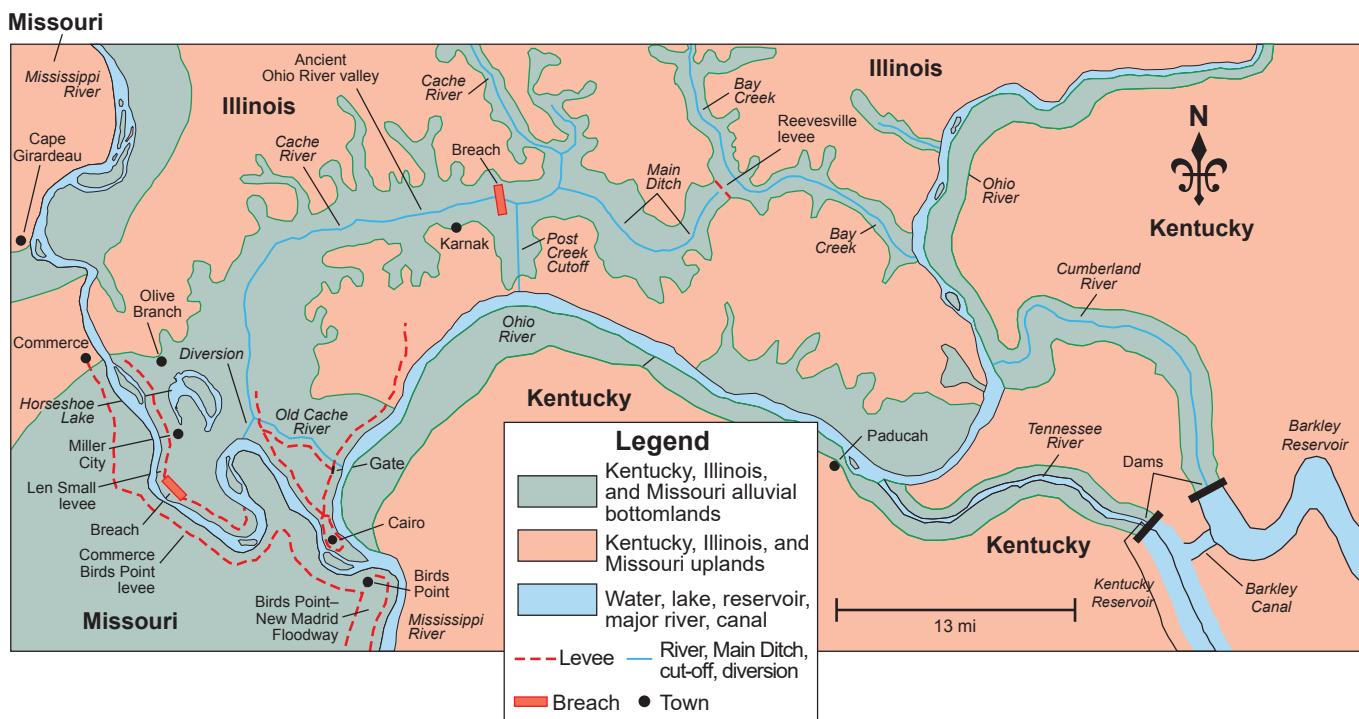 Missouri
Mississippi
River
Ancient
Ohio River valley
Illinois
Cache
River
Bay
Creek
Illinois
Reevesville
levee
N
Kentucky
Cape
Girardeau
Cache
River
Breach
Main
Ditch
Ohio
River
Karnak
Post
Creek
Cutoff
Bay
Creek
Cumberland
River
Olive
Branch
Commerce
Diversion
Ohio
River
Horseshoe
Lake
Old Cache
River
Kentucky
Miller
City
Gate
Paducah
Tennessee
River
Barkley
Reservoir
Dams
Len Small
levee
Breach
Cairo
Commerce
Birds Point
levee
Birds
Point
Kentucky
Kentucky
Reservoir
Barkley
Canal
Missouri
Birds Point–
New Madrid
Floodway
Mississippi
River
13 mi
Legend
Kentucky, Illinois,
and Missouri alluvial
bottomlands
Kentucky, Illinois, and
Missouri uplands
Water, lake, reservoir,
major river, canal
Levee
River, Main Ditch,
cut-off, diversion
Breach
Town